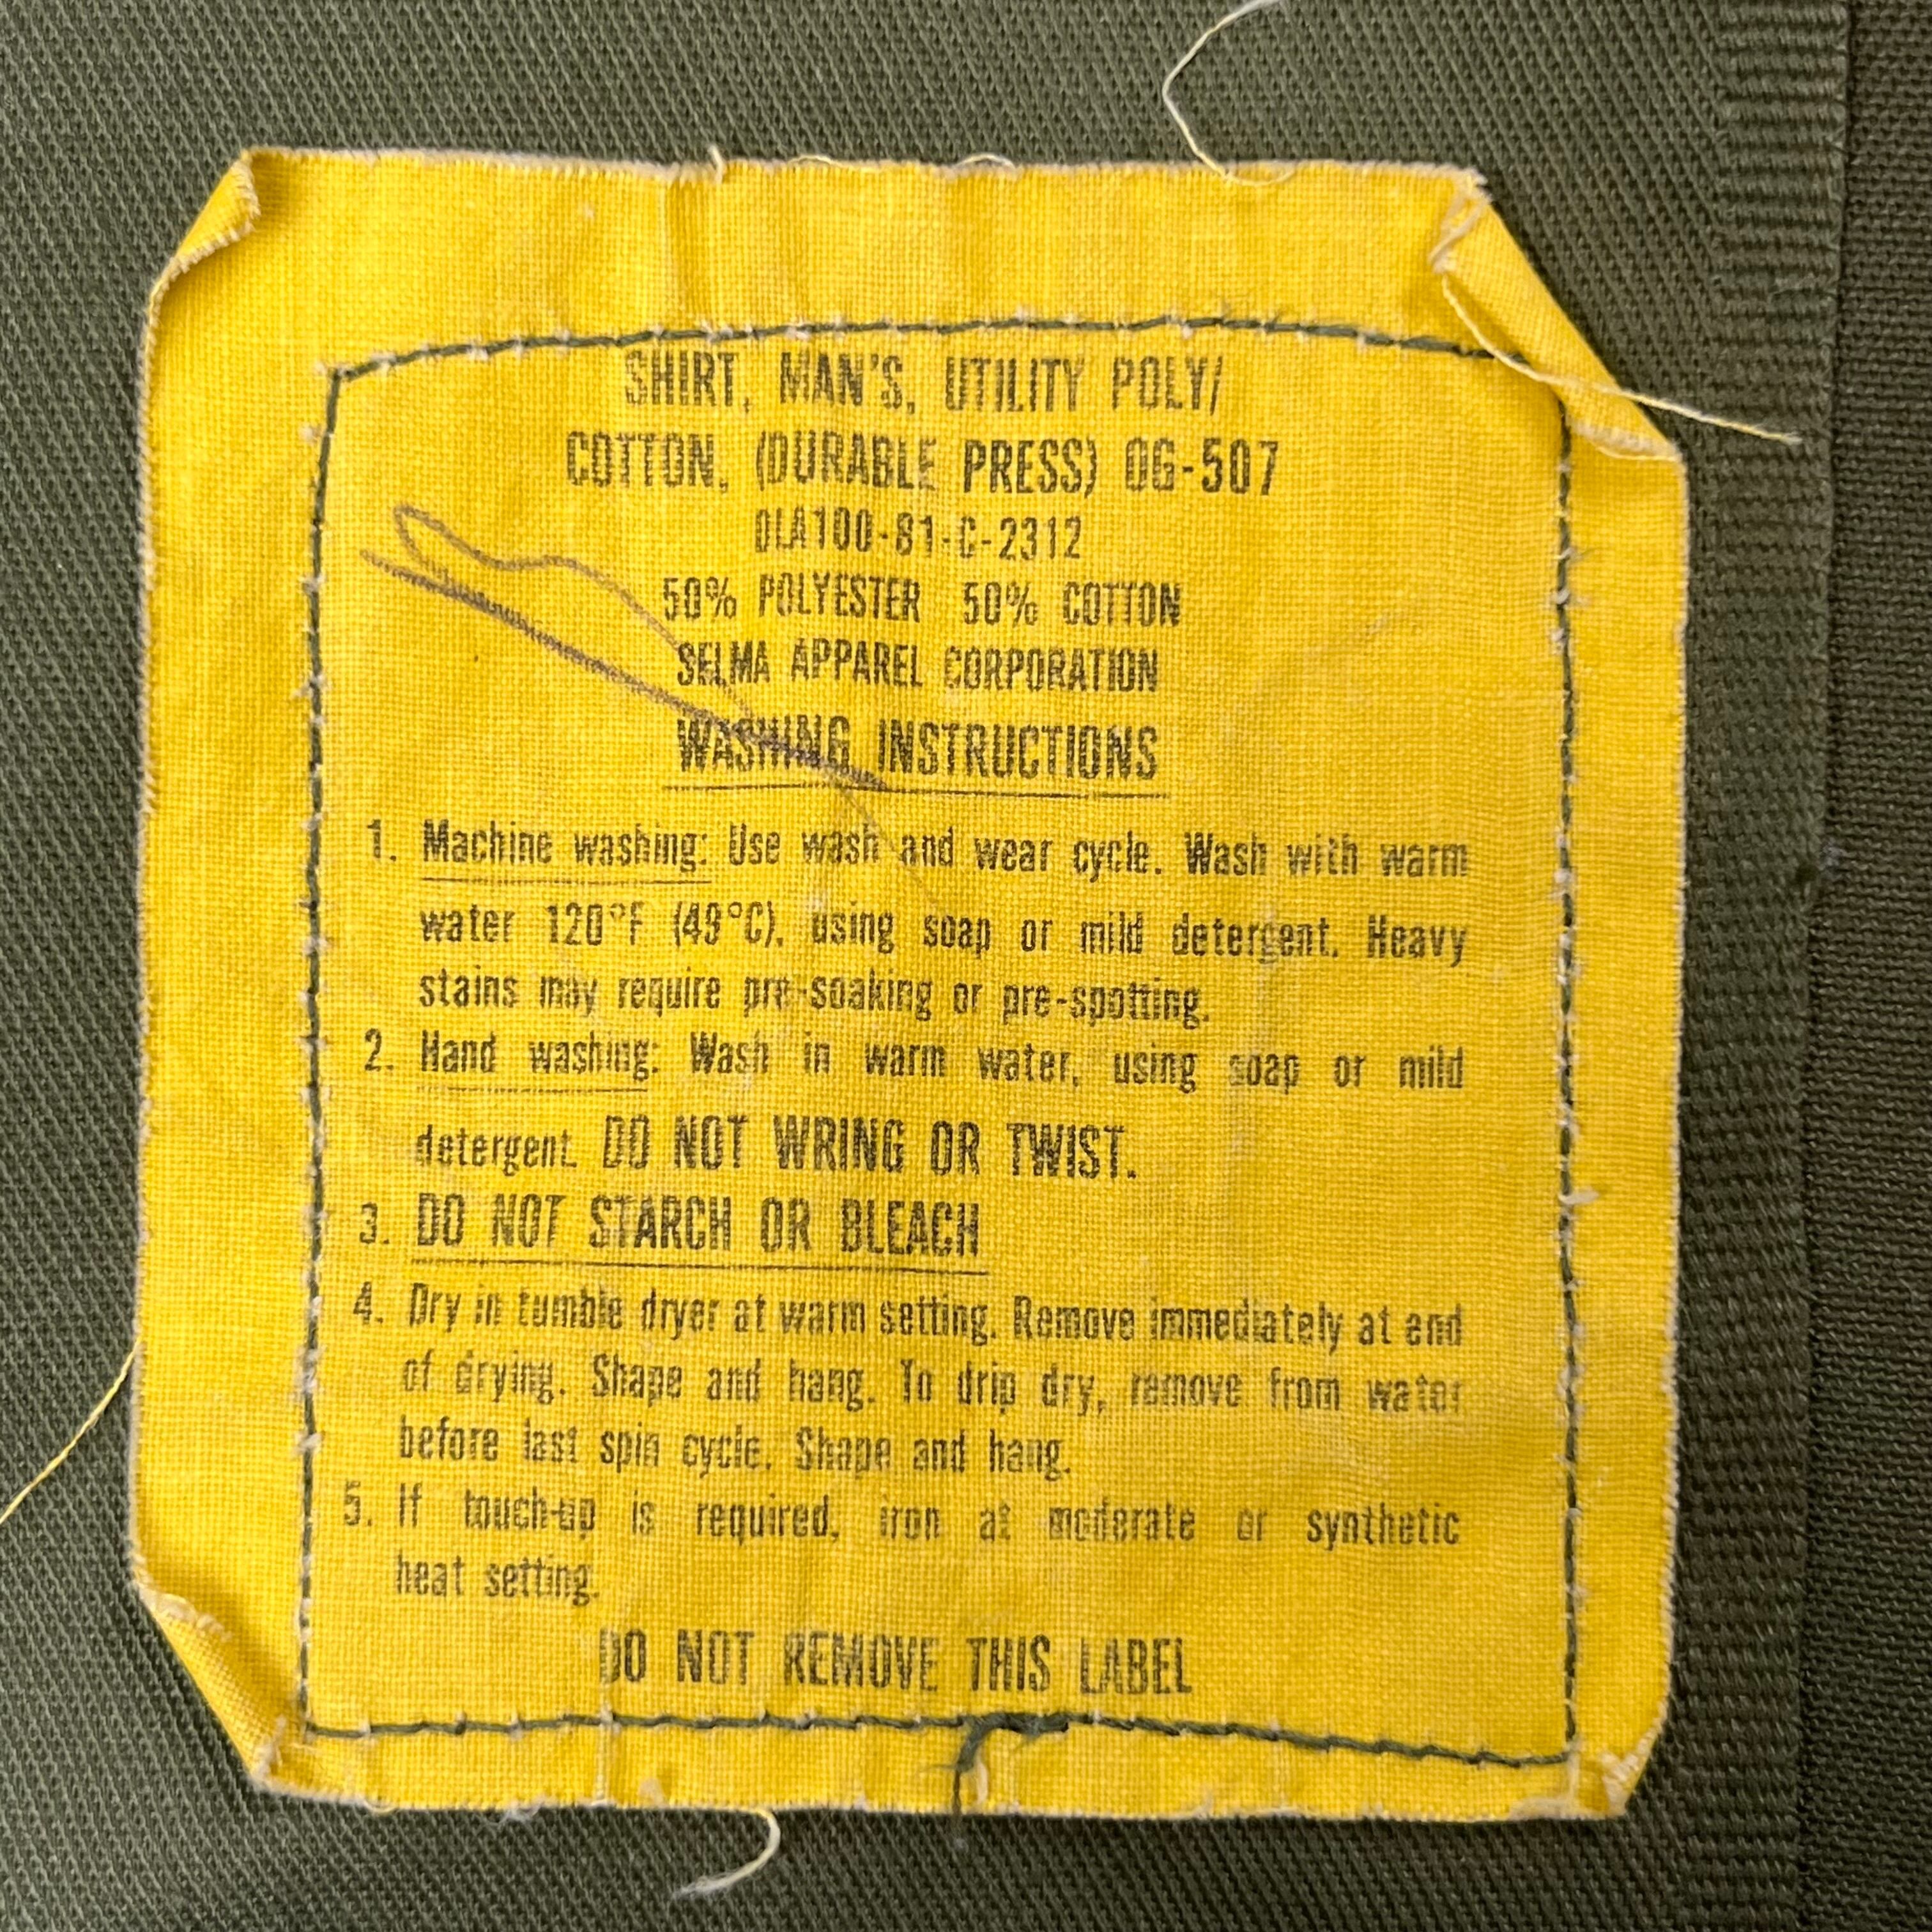 SHIRT, MAN'S, UTILITY POLY/
COTTON, (DURABLE PRESS) OG-507
DLA100-81-C-2312
50% POLYESTER 50% COTTON
SELMA APPAREL CORPORATION
WASHING INSTRUCTIONS
1. Machine washing: Use wash and wear cycle. Wash with warm
water 120°F (49°C), using soap or mild detergent. Heavy
stains may require pre-soaking or pre-spotting.
2. Hand washing: Wash in warm water, using soap or mild
detergent. DO NOT WRING OR TWIST.
3. DO NOT STARCH OR BLEACH
4. Dry in tumble dryer at warm setting. Remove immediately at end
of drying. Shape and hang. To drip dry, remove from water
before last spin cycle. Shape and hang.
5. If touch-up is required, iron at moderate or synthetic
heat setting.
DO NOT REMOVE THIS LABEL